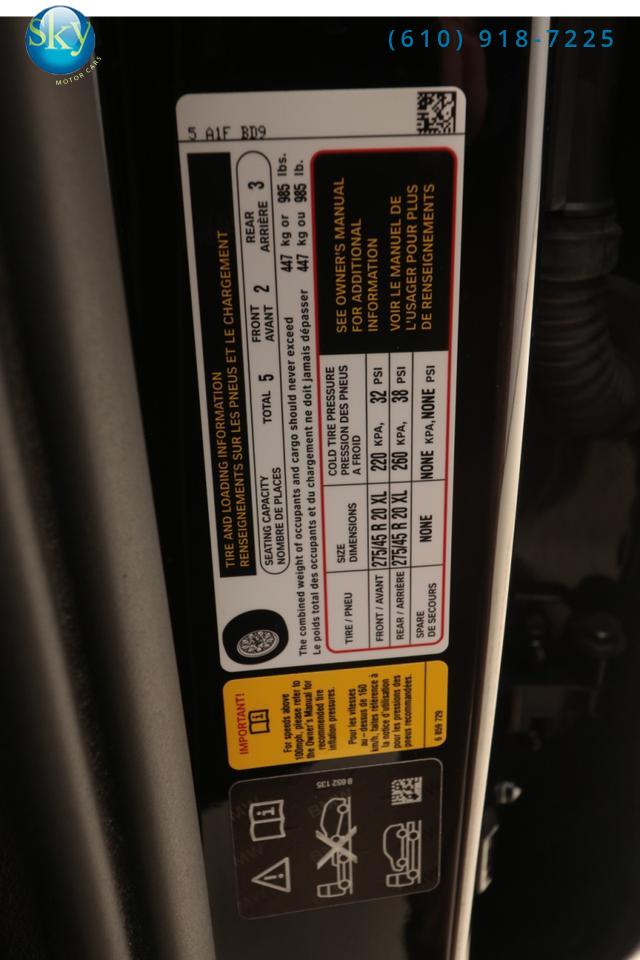 Sky
MOTOR CARS
(610) 918-7225
5 A1F BD9
TIRE AND LOADING INFORMATION
RENSEIGNEMENTS SUR LES PNEUS ET LE CHARGEMENT
SEATING CAPACITY TOTAL 5 FRONT 2 REAR 3
NOMBRE DE PLACES AVANT ARRIÈRE
The combined weight of occupants and cargo should never exceed 447 kg or 985 lbs.
Le poids total des occupants et du chargement ne doit jamais dépasser 447 kg ou 985 lb.
TIRE / PNEU SIZE DIMENSIONS COLD TIRE PRESSURE PRESSION DES PNEUS A FROID
FRONT / AVANT 275/45 R 20 XL 220 KPA, 32 PSI
REAR / ARRIÈRE 275/45 R 20 XL 260 KPA, 38 PSI
SPARE DE SECOURS NONE NONE KPA, NONE PSI
SEE OWNER'S MANUAL
FOR ADDITIONAL
INFORMATION
VOIR LE MANUEL DE
L'USAGER POUR PLUS
DE RENSEIGNEMENTS
IMPORTANT!
For speeds above
100mph, please refer to
the Owner's Manual for
recommended tire
inflation pressures.
Pour les vitesses
au-dessus de 160
km/h, faites référence à
la notice d'utilisation
pour les pressions des
pneus recommandées.
6 859 729
8 652 135